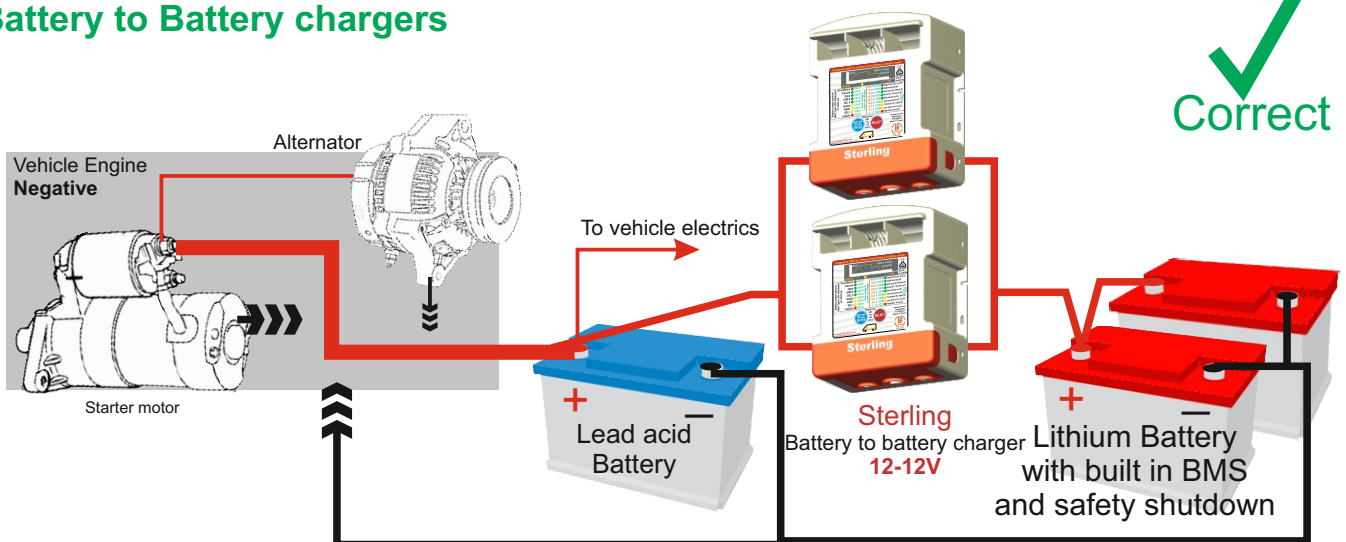 Battery to Battery chargers
Correct
Alternator
Vehicle Engine
Negative
Starter motor
To vehicle electrics
Sterling
Sterling
+
−
Lead acid
Battery
Sterling
Battery to battery charger
12-12V
+
−
Lithium Battery
with built in BMS
and safety shutdown